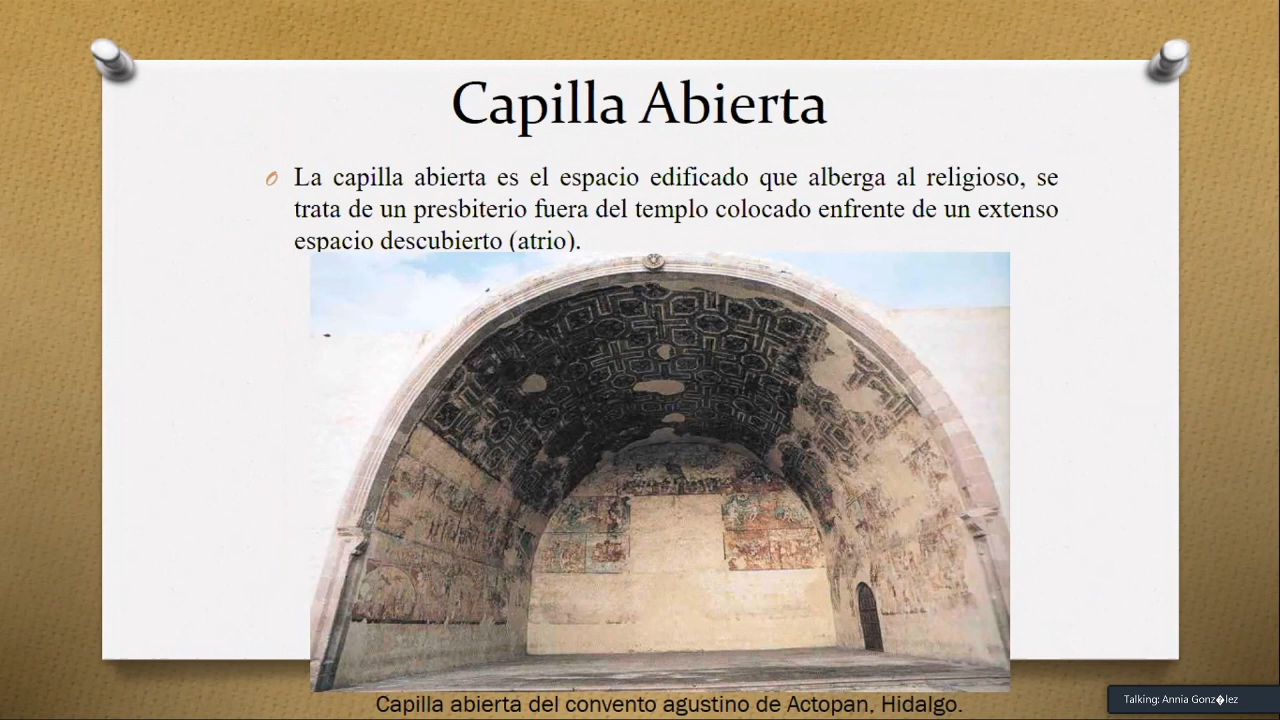 Capilla Abierta
La capilla abierta es el espacio edificado que alberga al religioso, se
trata de un presbiterio fuera del templo colocado enfrente de un extenso
espacio descubierto (atrio).
Capilla abierta del convento agustino de Actopan, Hidalgo.
Talking: Annia Gonz�lez